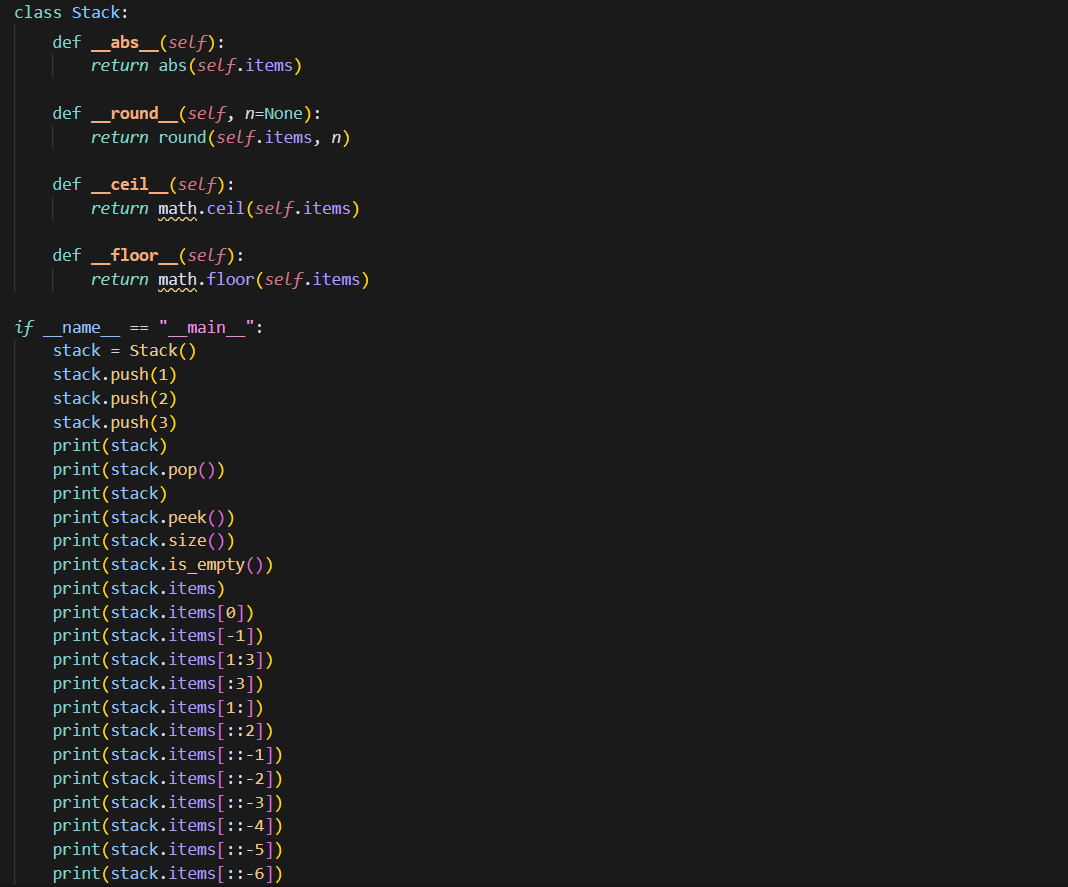 class Stack:
    def __abs__(self):
        return abs(self.items)
    def __round__(self, n=None):
        return round(self.items, n)
    def __ceil__(self):
        return math.ceil(self.items)
    def __floor__(self):
        return math.floor(self.items)
if __name__ == "__main__":
    stack = Stack()
    stack.push(1)
    stack.push(2)
    stack.push(3)
    print(stack)
    print(stack.pop())
    print(stack)
    print(stack.peek())
    print(stack.size())
    print(stack.is_empty())
    print(stack.items)
    print(stack.items[0])
    print(stack.items[-1])
    print(stack.items[1:3])
    print(stack.items[:3])
    print(stack.items[1:])
    print(stack.items[::2])
    print(stack.items[::-1])
    print(stack.items[::-2])
    print(stack.items[::-3])
    print(stack.items[::-4])
    print(stack.items[::-5])
    print(stack.items[::-6])